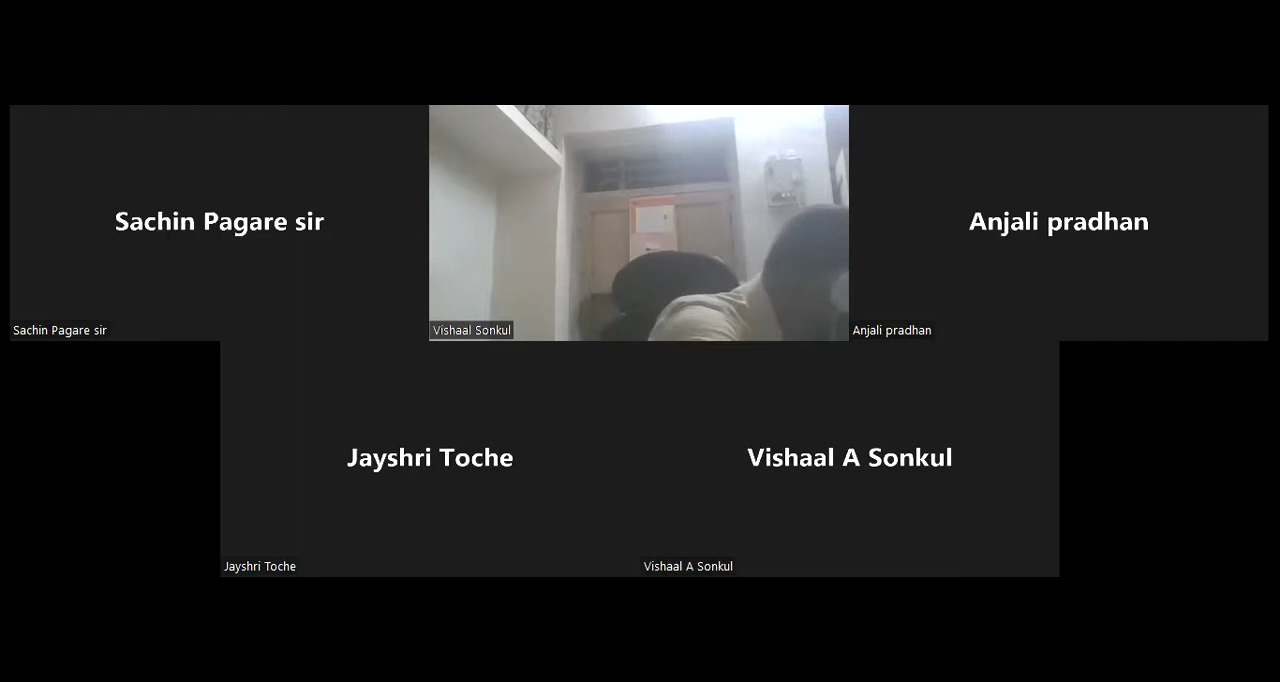 Sachin Pagare sir
Sachin Pagare sir
Vishaal Sonkul
Anjali pradhan
Anjali pradhan
Jayshri Toche
Jayshri Toche
Vishaal A Sonkul
Vishaal A Sonkul